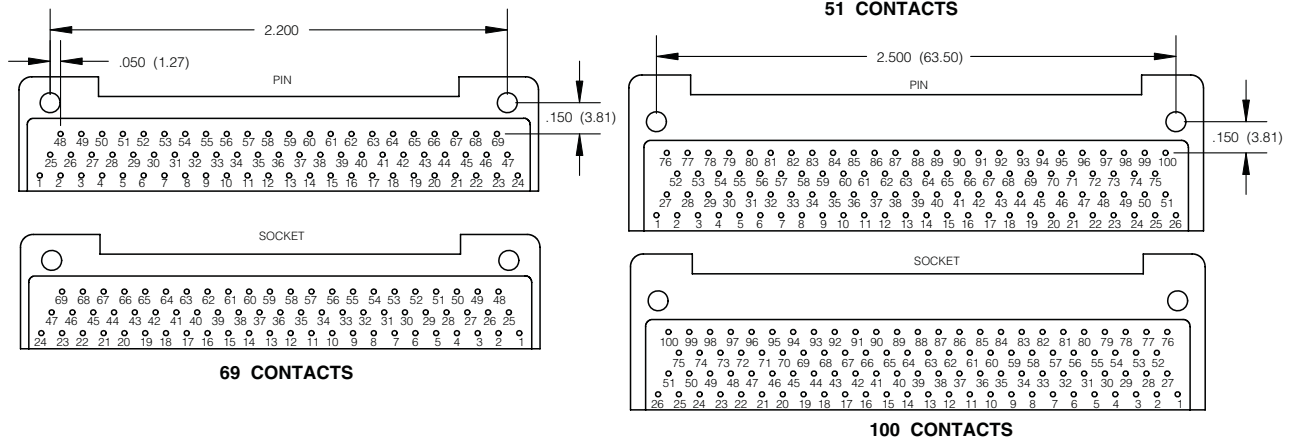 51 CONTACTS
2.200
.050 (1.27)
PIN
.150 (3.81)
48 49 50 51 52 53 54 55 56 57 58 59 60 61 62 63 64 65 66 67 68 69
25 26 27 28 29 30 31 32 33 34 35 36 37 38 39 40 41 42 43 44 45 46 47
1 2 3 4 5 6 7 8 9 10 11 12 13 14 15 16 17 18 19 20 21 22 23 24
SOCKET
69 68 67 66 65 64 63 62 61 60 59 58 57 56 55 54 53 52 51 50 49 48
47 46 45 44 43 42 41 40 39 38 37 36 35 34 33 32 31 30 29 28 27 26 25
24 23 22 21 20 19 18 17 16 15 14 13 12 11 10 9 8 7 6 5 4 3 2 1
69 CONTACTS
2.500 (63.50)
PIN
.150 (3.81)
76 77 78 79 80 81 82 83 84 85 86 87 88 89 90 91 92 93 94 95 96 97 98 99 100
52 53 54 55 56 57 58 59 60 61 62 63 64 65 66 67 68 69 70 71 72 73 74 75
27 28 29 30 31 32 33 34 35 36 37 38 39 40 41 42 43 44 45 46 47 48 49 50 51
1 2 3 4 5 6 7 8 9 10 11 12 13 14 15 16 17 18 19 20 21 22 23 24 25 26
SOCKET
100 99 98 97 96 95 94 93 92 91 90 89 88 87 86 85 84 83 82 81 80 79 78 77 76
75 74 73 72 71 70 69 68 67 66 65 64 63 62 61 60 59 58 57 56 55 54 53 52
51 50 49 48 47 46 45 44 43 42 41 40 39 38 37 36 35 34 33 32 31 30 29 28 27
26 25 24 23 22 21 20 19 18 17 16 15 14 13 12 11 10 9 8 7 6 5 4 3 2 1
100 CONTACTS